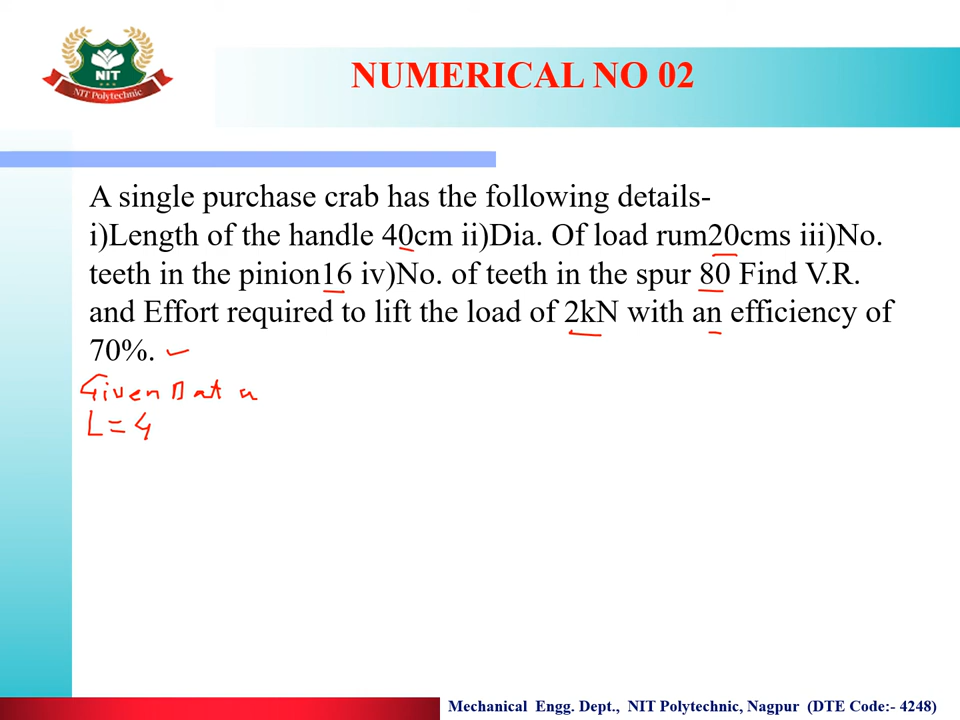 NIT
NIT Polytechnic
NUMERICAL NO 02
A single purchase crab has the following details-
i)Length of the handle 40cm ii)Dia. Of load rum20cms iii)No.
teeth in the pinion16 iv)No. of teeth in the spur 80 Find V.R.
and Effort required to lift the load of 2kN with an efficiency of
70%.
Given Data
L = 4
Mechanical Engg. Dept., NIT Polytechnic, Nagpur (DTE Code:- 4248)